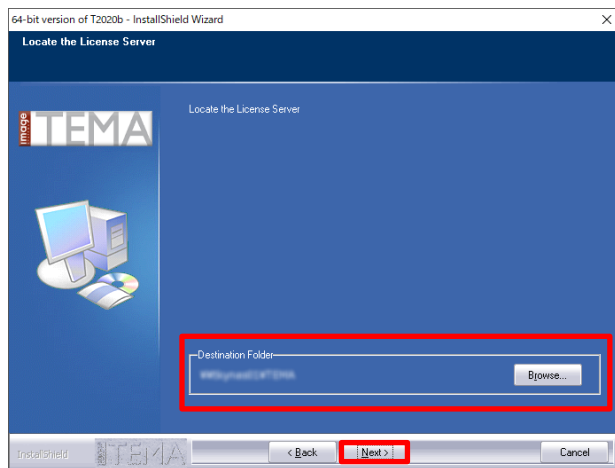 64-bit version of T2020b - InstallShield Wizard
Locate the License Server
Locate the License Server
image TEMA
Destination Folder
Browse...
InstallShield
image TEMA
< Back
Next >
Cancel